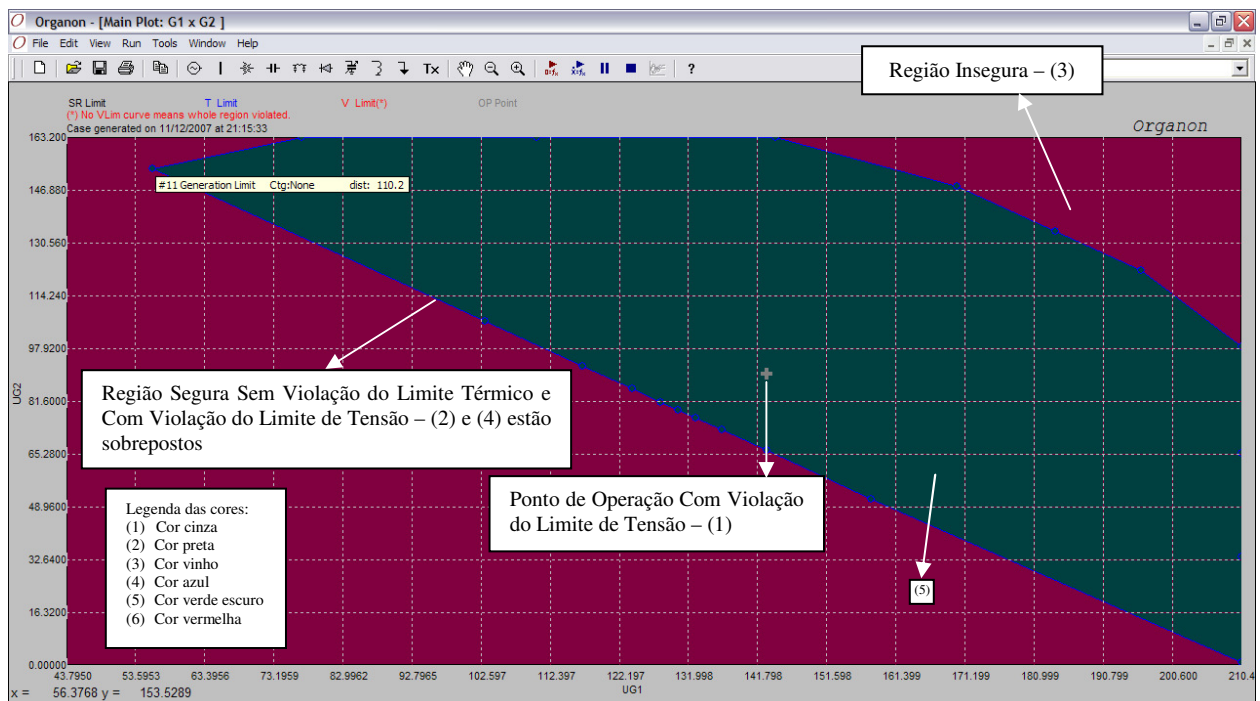 Organon - [Main Plot: G1 x G2 ]
File Edit View Run Tools Window Help
Tx ?
Região Insegura – (3)
SR Limit T Limit V Limit(*) OP Point
(*) No VLim curve means whole region violated.
Case generated on 11/12/2007 at 21:15:33
Organon
163.200
#11 Generation Limit Ctg:None dist: 110.2
146.880
130.560
114.240
97.9200
Região Segura Sem Violação do Limite Térmico e
Com Violação do Limite de Tensão – (2) e (4) estão
sobrepostos
UG2
81.6000
65.2800
Ponto de Operação Com Violação
do Limite de Tensão – (1)
48.9600
Legenda das cores:
(1) Cor cinza
(2) Cor preta
(3) Cor vinho
(4) Cor azul
(5) Cor verde escuro
(6) Cor vermelha
(5)
32.6400
16.3200
0.00000
43.7950 53.5953 63.3956 73.1959 82.9962 92.7965 102.597 112.397 122.197 131.998 141.798 151.598 161.399 171.199 180.999 190.799 200.600 210.4
UG1
x = 56.3768 y = 153.5289